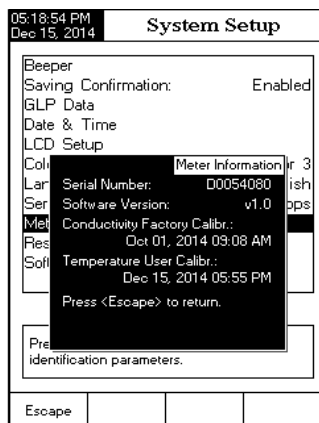 05:18:54 PM
Dec 15, 2014
System Setup
Beeper
Saving Confirmation: Enabled
GLP Data
Date & Time
LCD Setup
Meter Information
Serial Number: D0054080
Software Version: v1.0
Conductivity Factory Calibr.:
Oct 01, 2014 09:08 AM
Temperature User Calibr.:
Dec 15, 2014 05:55 PM
Press <Escape> to return.
identification parameters.
Escape